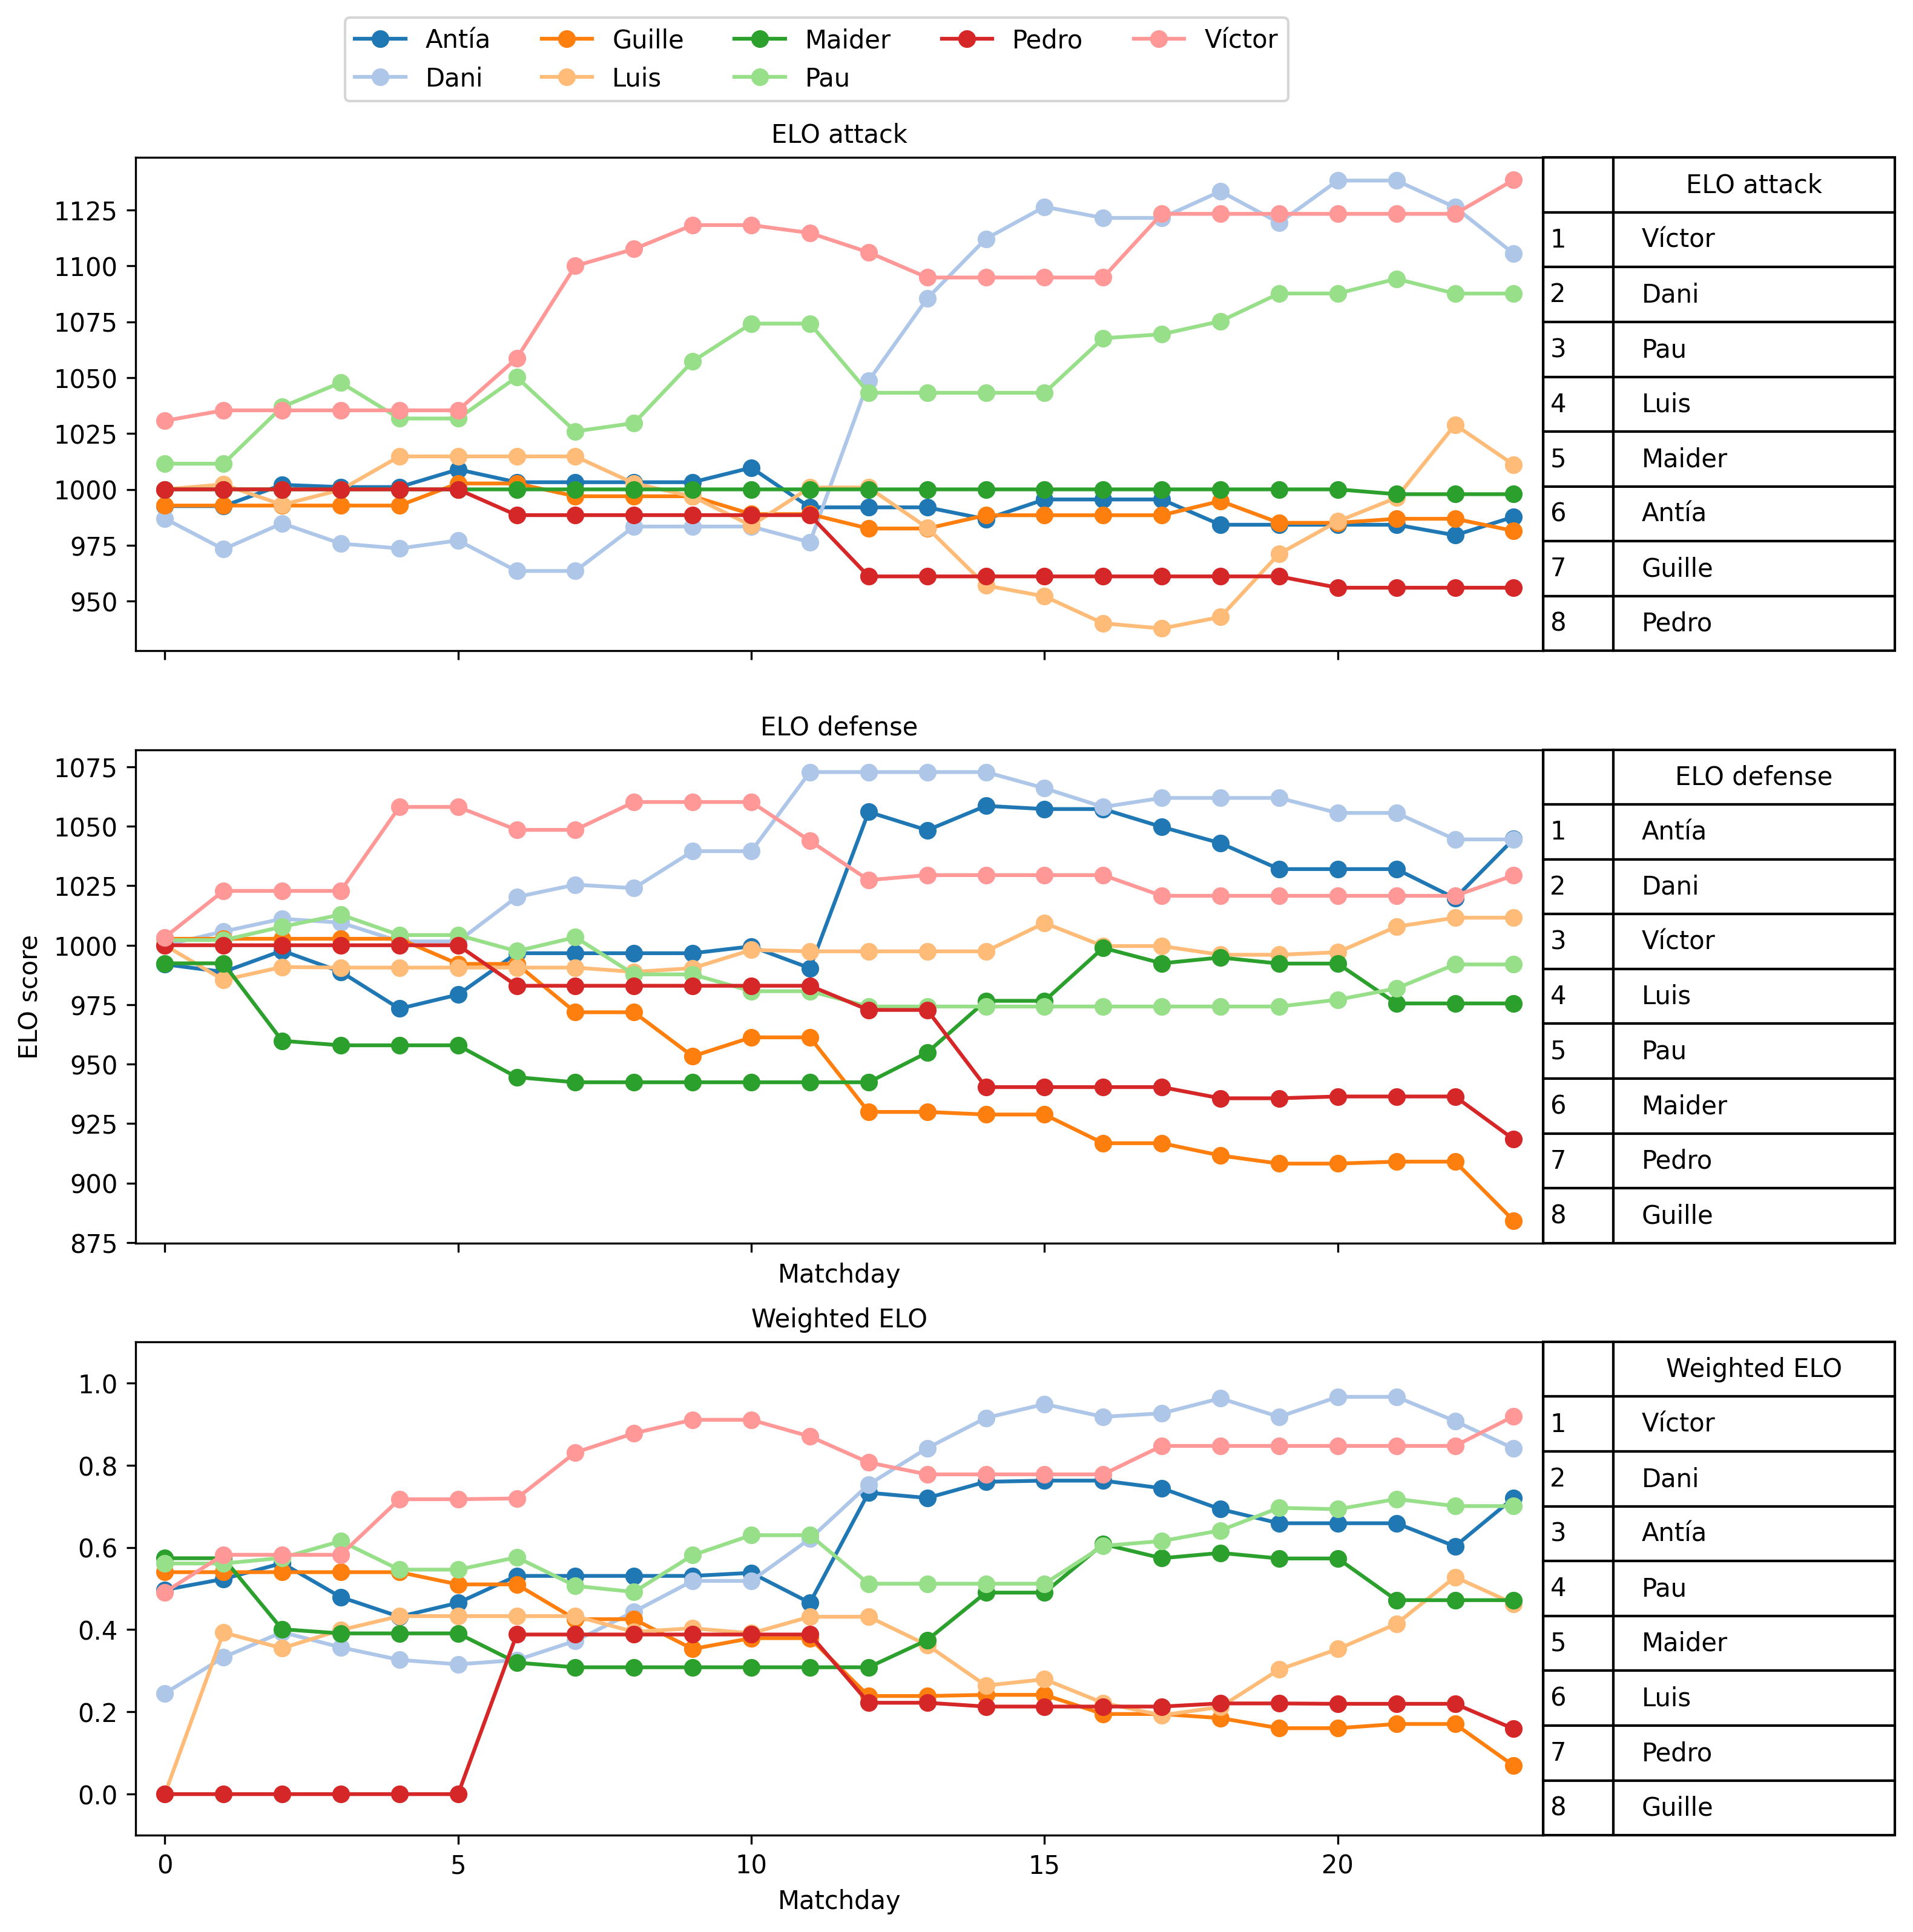 Antía Guille Maider Pedro Víctor
Dani Luis Pau
ELO attack
1125
1100
1075
1050
1025
1000
975
950
ELO attack
1 Víctor
2 Dani
3 Pau
4 Luis
5 Maider
6 Antía
7 Guille
8 Pedro
ELO defense
ELO score
1075
1050
1025
1000
975
950
925
900
875
Matchday
ELO defense
1 Antía
2 Dani
3 Víctor
4 Luis
5 Pau
6 Maider
7 Pedro
8 Guille
Weighted ELO
1.0
0.8
0.6
0.4
0.2
0.0
0 5 10 15 20
Matchday
Weighted ELO
1 Víctor
2 Dani
3 Antía
4 Pau
5 Maider
6 Luis
7 Pedro
8 Guille